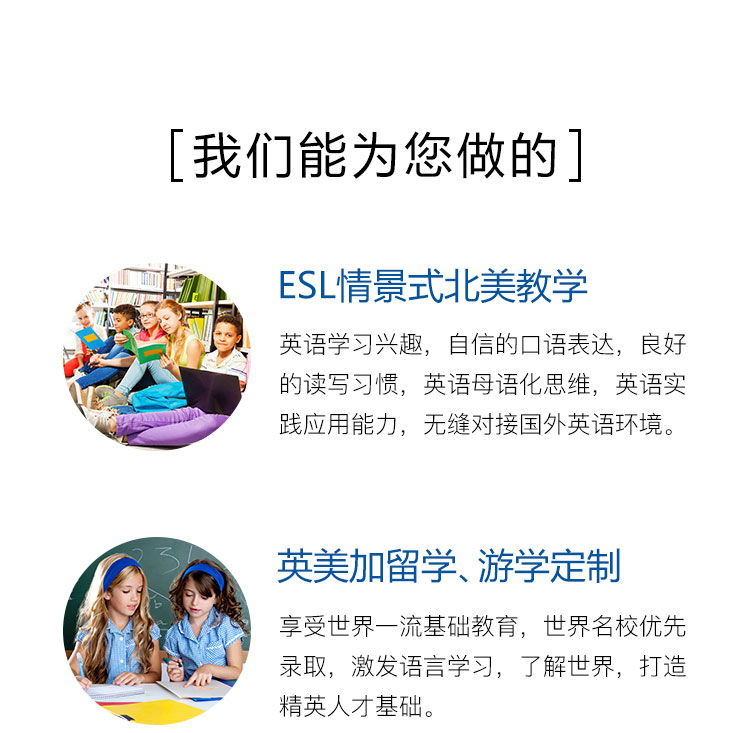 [我们能为您做的]
ESL情景式北美教学
英语学习兴趣，自信的口语表达，良好
的读写习惯，英语母语化思维，英语实
践应用能力，无缝对接国外英语环境。
英美加留学、游学定制
享受世界一流基础教育，世界名校优先
录取，激发语言学习，了解世界，打造
精英人才基础。